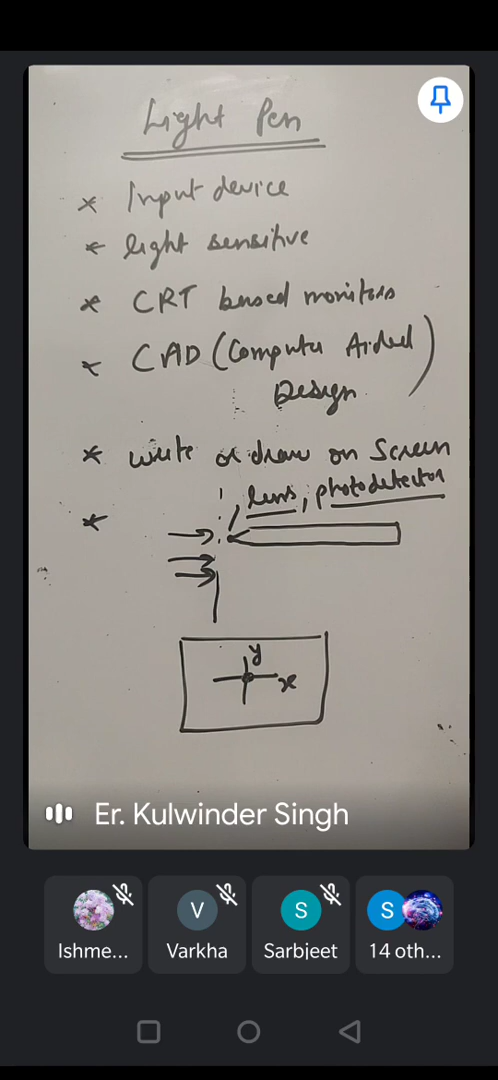 Light Pen
* Input device
* light sensitive
* CRT based monitors
* CAD (Computer Aided
Design)
* write or draw on Screen
* lens, photodetector
y
x
Er. Kulwinder Singh
Ishme...
V
Varkha
S
Sarbjeet
S
14 oth...